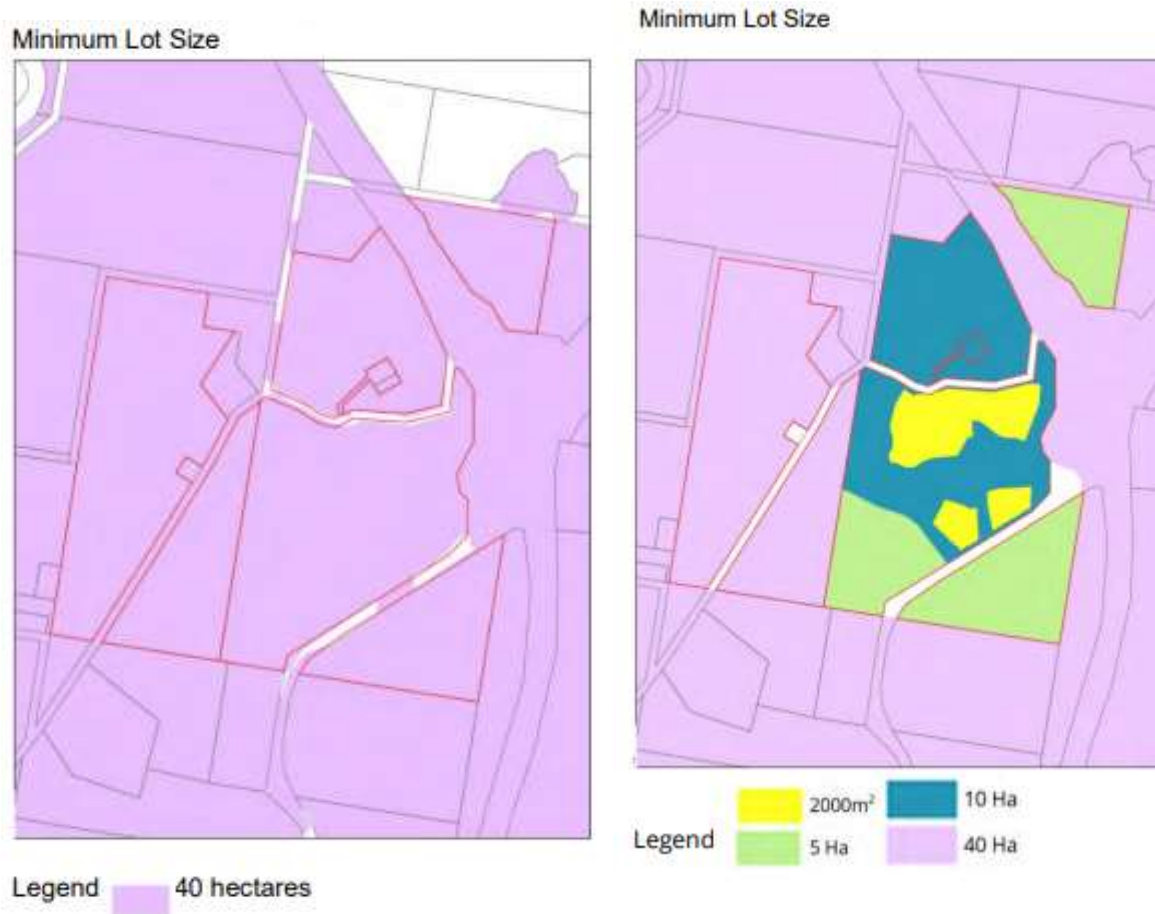 Minimum Lot Size
Legend 40 hectares
Minimum Lot Size
2000m² 10 Ha
Legend 5 Ha 40 Ha